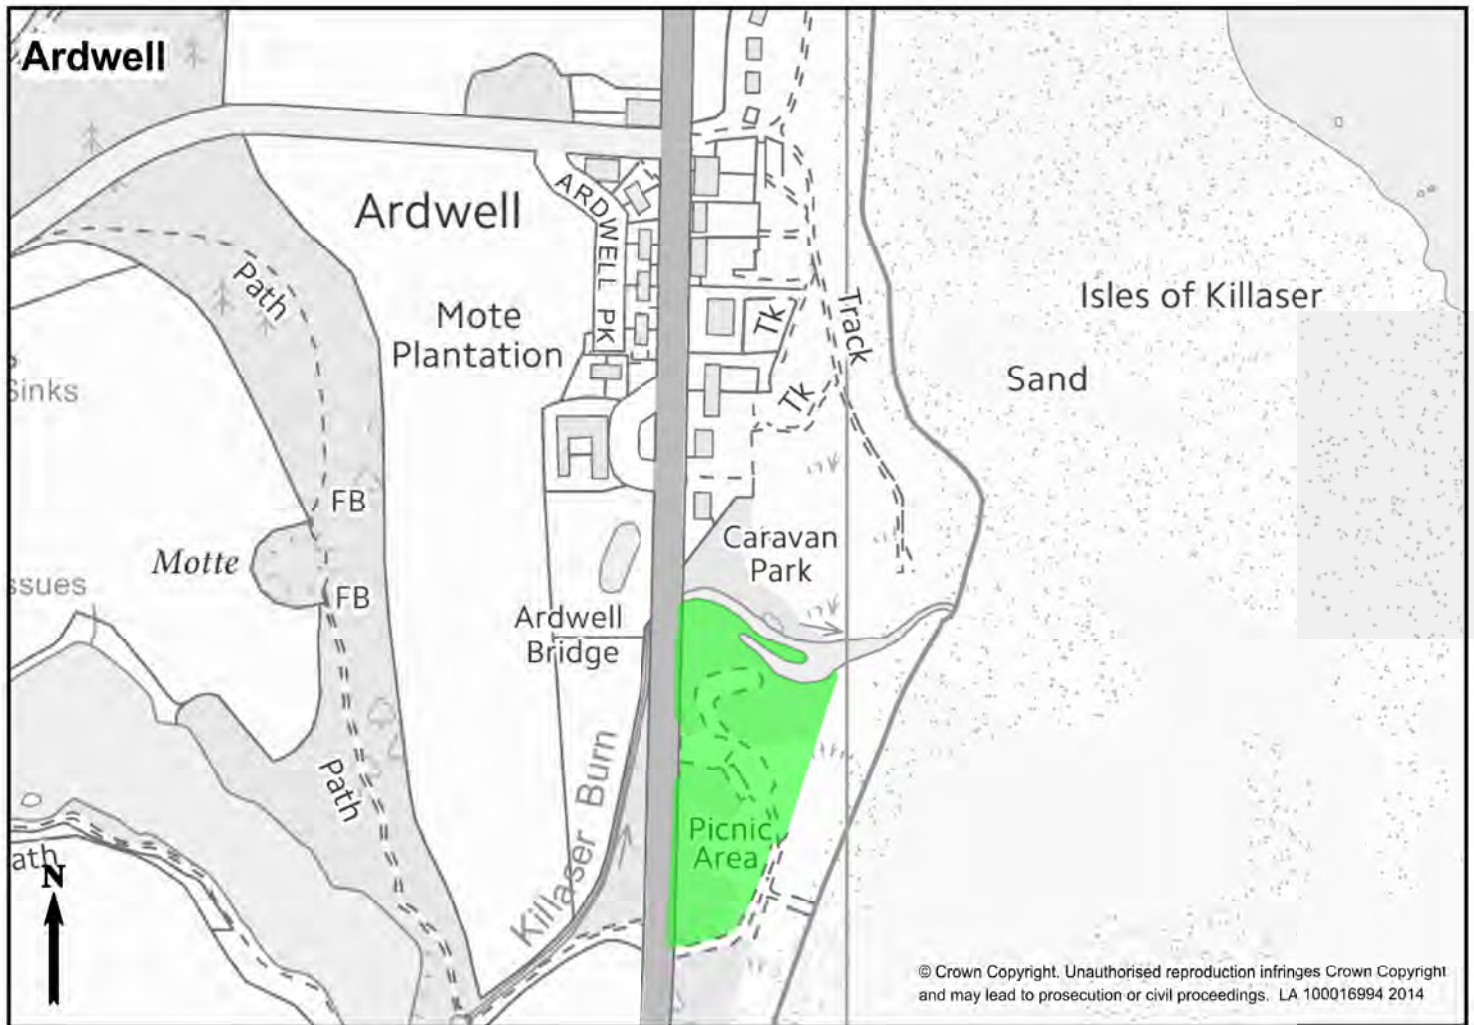 Ardwell
ARDWELL PK
Ardwell
Path
Mote
Plantation
Tk
Track
Isles of Killaser
Sand
Sinks
Tk
FB
Motte
FB
Caravan
Park
ssues
Ardwell
Bridge
Killaser Burn
Path
Picnic
Area
ath
N
© Crown Copyright. Unauthorised reproduction infringes Crown Copyright
and may lead to prosecution or civil proceedings. LA 100016994 2014